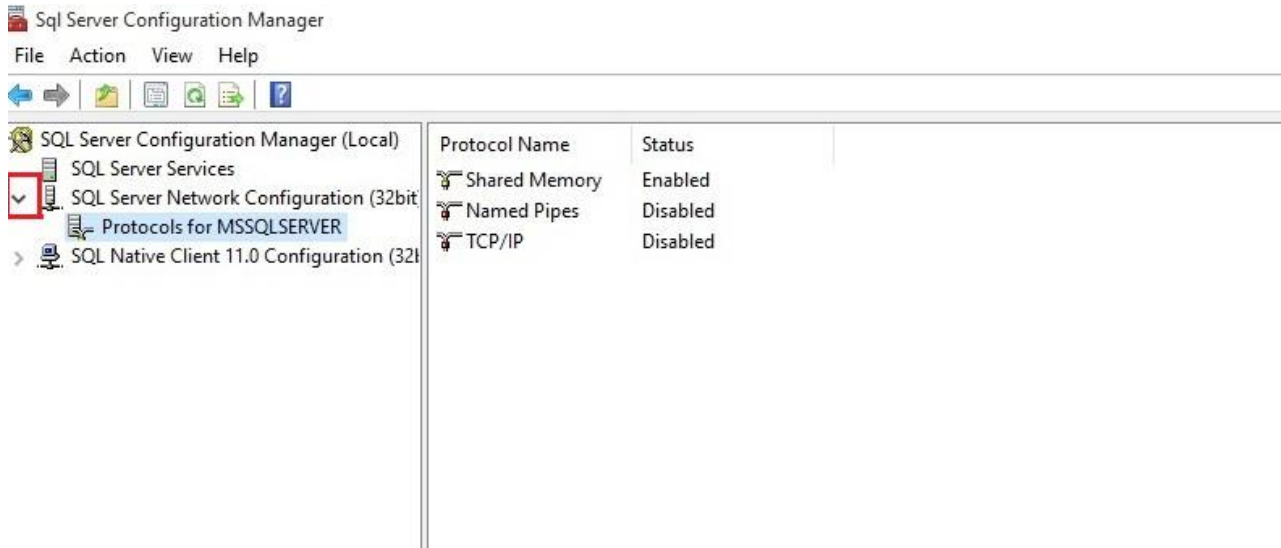 Sql Server Configuration Manager
File Action View Help
SQL Server Configuration Manager (Local)
SQL Server Services
SQL Server Network Configuration (32bit
Protocols for MSSQLSERVER
SQL Native Client 11.0 Configuration (32
Protocol Name Status
Shared Memory Enabled
Named Pipes Disabled
TCP/IP Disabled